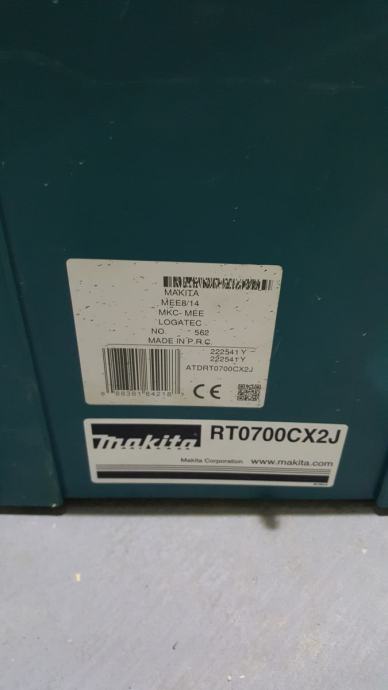 MAKITA
MEE8/14
MKC- MEE
LOGATEC
NO. 562
MADE IN P.R.C.
222541 Y
222541 Y
ATDRT0700CX2J
CE
makita RT0700CX2J
Makita Corporation www.makita.com